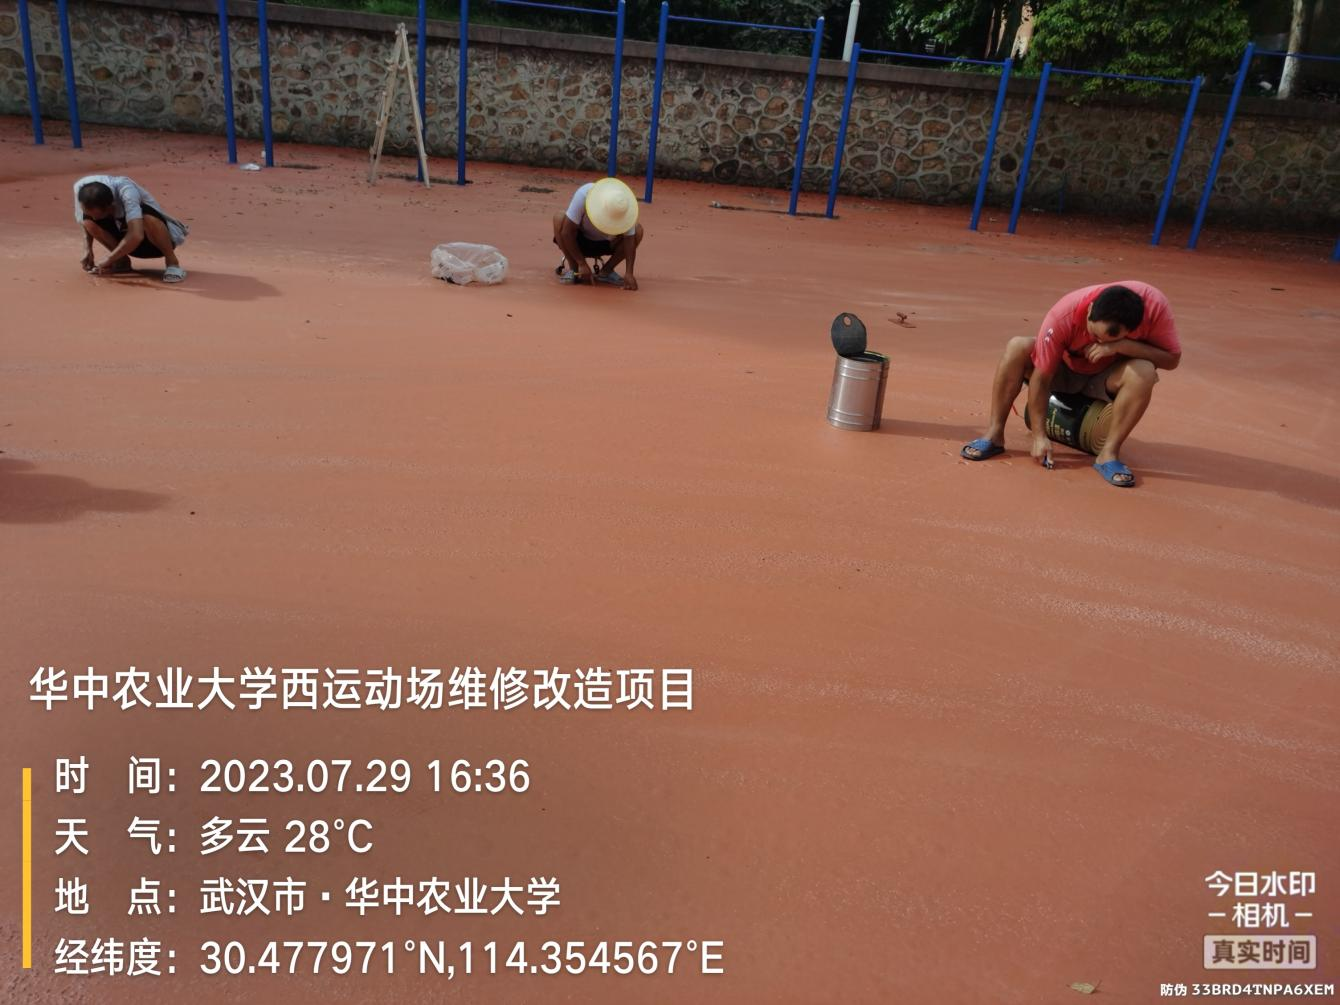 华中农业大学西运动场维修改造项目
时 间：2023.07.29 16:36
天 气：多云 28°C
地 点：武汉市·华中农业大学
经纬度：30.477971°N,114.354567°E
今日水印
-相机-
真实时间
防伪 33BRD4TNPA6XEM